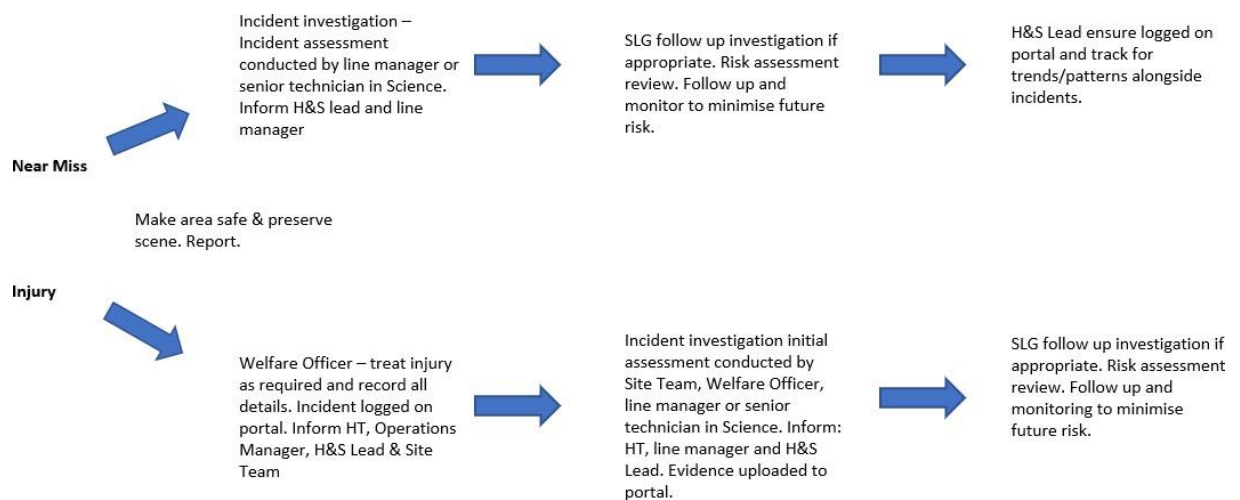 Incident investigation –
Incident assessment
conducted by line manager or
senior technician in Science.
Inform H&S lead and line
manager
SLG follow up investigation if
appropriate. Risk assessment
review. Follow up and
monitor to minimise future
risk.
H&S Lead ensure logged on
portal and track for
trends/patterns alongside
incidents.
Near Miss
Make area safe & preserve
scene. Report.
Injury
Welfare Officer – treat injury
as required and record all
details. Incident logged on
portal. Inform HT, Operations
Manager, H&S Lead & Site
Team
Incident investigation initial
assessment conducted by
Site Team, Welfare Officer,
line manager or senior
technician in Science. Inform:
HT, line manager and H&S
Lead. Evidence uploaded to
portal.
SLG follow up investigation if
appropriate. Risk assessment
review. Follow up and
monitoring to minimise
future risk.